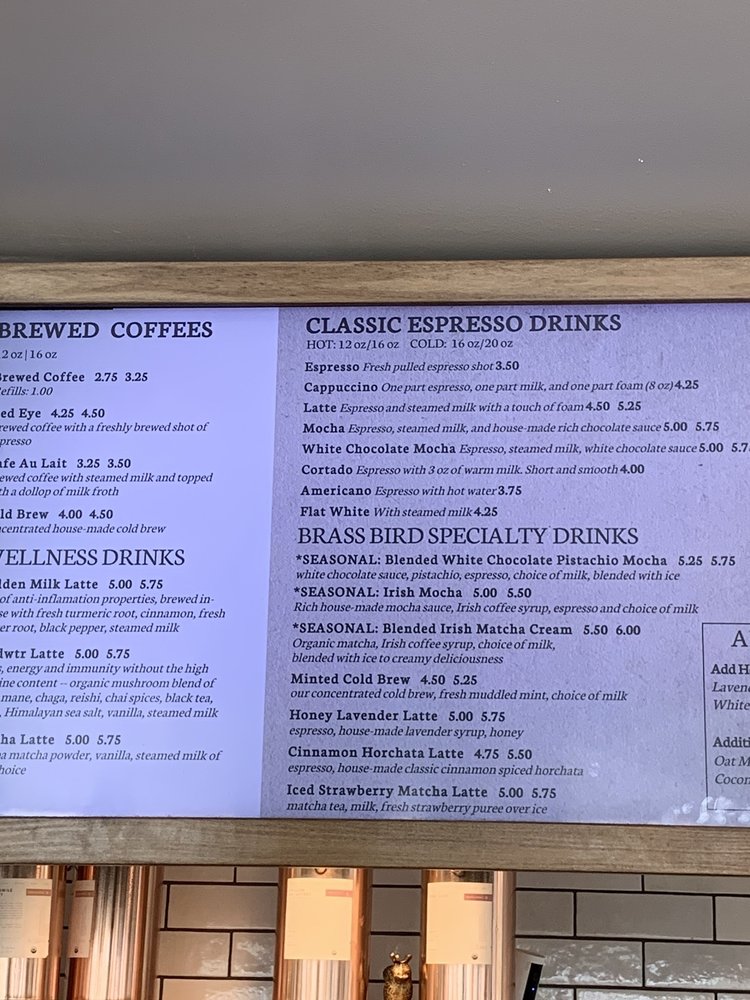 BREWED COFFEES
2 oz | 16 oz
Brewed Coffee 2.75 3.25
efills: 1.00
ed Eye 4.25 4.50
rewed coffee with a freshly brewed shot of
presso
afe Au Lait 3.25 3.50
ewed coffee with steamed milk and topped
th a dollop of milk froth
ld Brew 4.00 4.50
ncentrated house-made cold brew
WELLNESS DRINKS
lden Milk Latte 5.00 5.75
of anti-inflamation properties, brewed in-
se with fresh turmeric root, cinnamon, fresh
er root, black pepper, steamed milk
dwtr Latte 5.00 5.75
s, energy and immunity without the high
ine content -- organic mushroom blend of
mane, chaga, reishi, chai spices, black tea,
, Himalayan sea salt, vanilla, steamed milk
ha Latte 5.00 5.75
a matcha powder, vanilla, steamed milk of
hoice
CLASSIC ESPRESSO DRINKS
HOT: 12 oz/16 oz COLD: 16 oz/20 oz
Espresso Fresh pulled espresso shot 3.50
Cappuccino One part espresso, one part milk, and one part foam (8 oz) 4.25
Latte Espresso and steamed milk with a touch of foam 4.50 5.25
Mocha Espresso, steamed milk, and house-made rich chocolate sauce 5.00 5.75
White Chocolate Mocha Espresso, steamed milk, white chocolate sauce 5.00 5.7
Cortado Espresso with 3 oz of warm milk. Short and smooth 4.00
Americano Espresso with hot water 3.75
Flat White With steamed milk 4.25
BRASS BIRD SPECIALTY DRINKS
*SEASONAL: Blended White Chocolate Pistachio Mocha 5.25 5.75
white chocolate sauce, pistachio, espresso, choice of milk, blended with ice
*SEASONAL: Irish Mocha 5.00 5.50
Rich house-made mocha sauce, Irish coffee syrup, espresso and choice of milk
*SEASONAL: Blended Irish Matcha Cream 5.50 6.00
Organic matcha, Irish coffee syrup, choice of milk,
blended with ice to creamy deliciousness
Minted Cold Brew 4.50 5.25
our concentrated cold brew, fresh muddled mint, choice of milk
Honey Lavender Latte 5.00 5.75
espresso, house-made lavender syrup, honey
Cinnamon Horchata Latte 4.75 5.50
espresso, house-made classic cinnamon spiced horchata
Iced Strawberry Matcha Latte 5.00 5.75
matcha tea, milk, fresh strawberry puree over ice
A
Add H
Laven
White
Additi
Oat M
Cocon